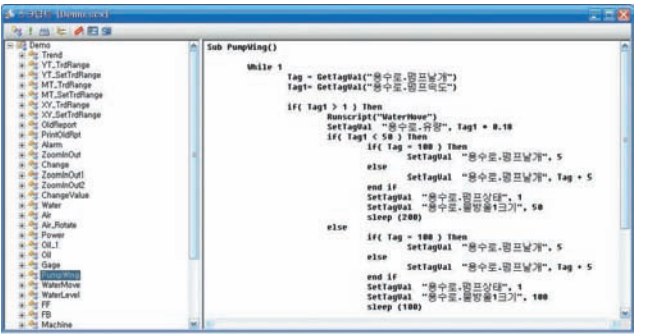 스크립트 [Demo.scx]
Demo
Trend
YT_TrdRange
YT_SetTrdRange
MT_TrdRange
MT_SetTrdRange
XY_TrdRange
XY_SetTrdRange
OldReport
PrintOldRpt
Alarm
ZoomInOut
Change
ZoomInOut1
ZoomInOut2
ChangeValue
Water
Air
Air_Rotate
Power
Oil_1
Oil
Gage
PumpWing
WaterMove
WaterLevel
FF
FB
Machine
Sub PumpWing()
While 1
Tag = GetTagVal("용수로.펌프날개")
Tag1= GetTagVal("용수로.펌프속도")
if( Tag1 > 1 ) Then
Runscript("WaterMove")
SetTagVal "용수로.유량", Tag1 * 0.18
if( Tag1 < 50 ) Then
if( Tag = 100 ) Then
SetTagVal "용수로.펌프날개", 5
else
SetTagVal "용수로.펌프날개", Tag + 5
end if
SetTagVal "용수로.펌프상태", 1
SetTagVal "용수로.물방울1크기", 50
sleep (200)
else
if( Tag = 100 ) Then
SetTagVal "용수로.펌프날개", 5
else
SetTagVal "용수로.펌프날개", Tag + 5
end if
SetTagVal "용수로.펌프상태", 1
SetTagVal "용수로.물방울1크기", 100
sleep (100)